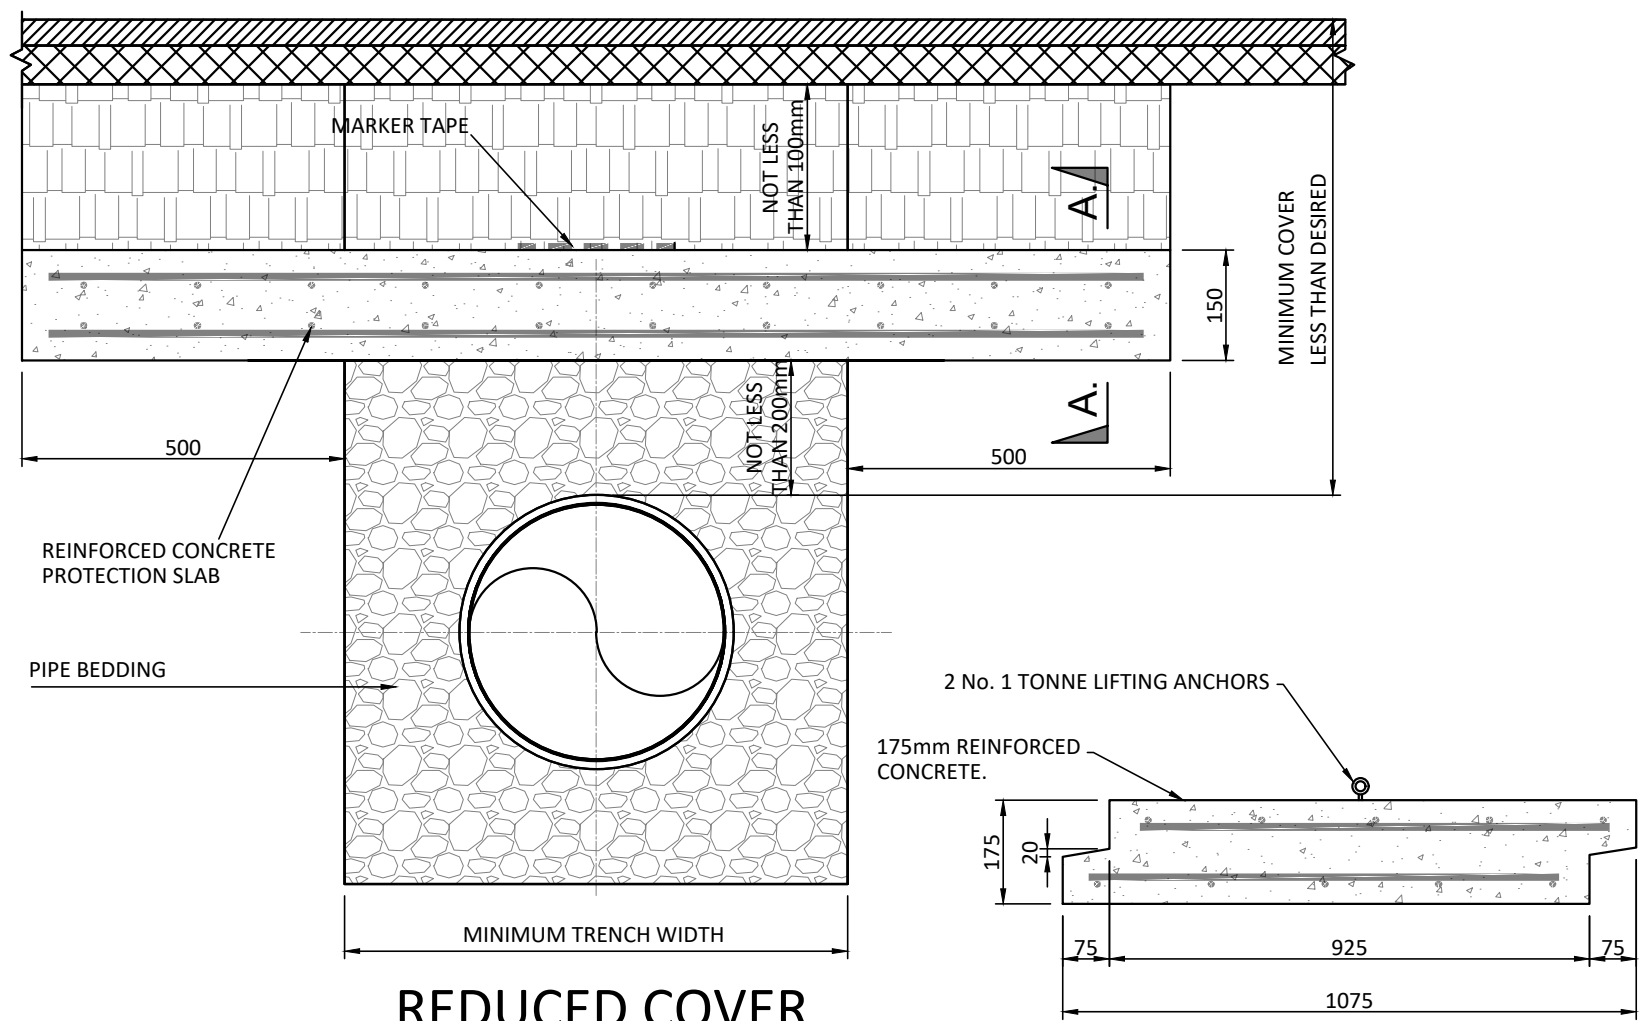 MARKER TAPE
NOT LESS
THAN 100mm
A.
MINIMUM COVER
LESS THAN DESIRED
150
NOT LESS
THAN 200mm
A.
500
500
REINFORCED CONCRETE
PROTECTION SLAB
PIPE BEDDING
2 No. 1 TONNE LIFTING ANCHORS
175mm REINFORCED
CONCRETE.
175
20
MINIMUM TRENCH WIDTH
75
925
75
1075
REDUCED COVER